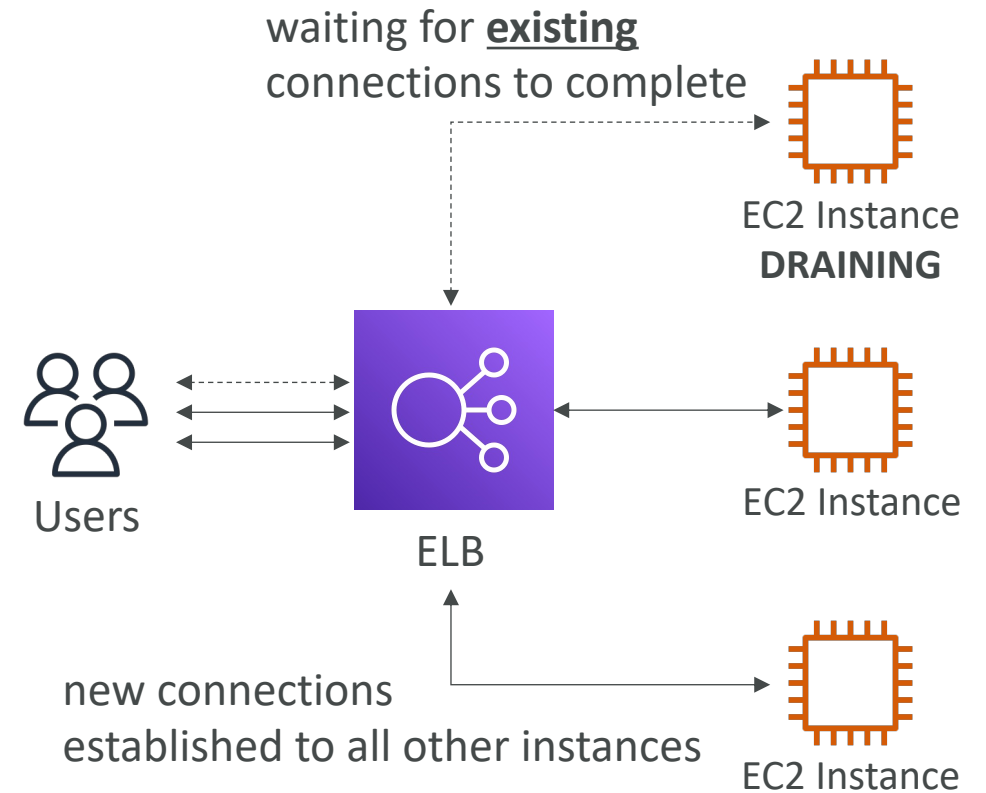 waiting for existing
connections to complete
EC2 Instance
DRAINING
Users
ELB
EC2 Instance
new connections
established to all other instances
EC2 Instance